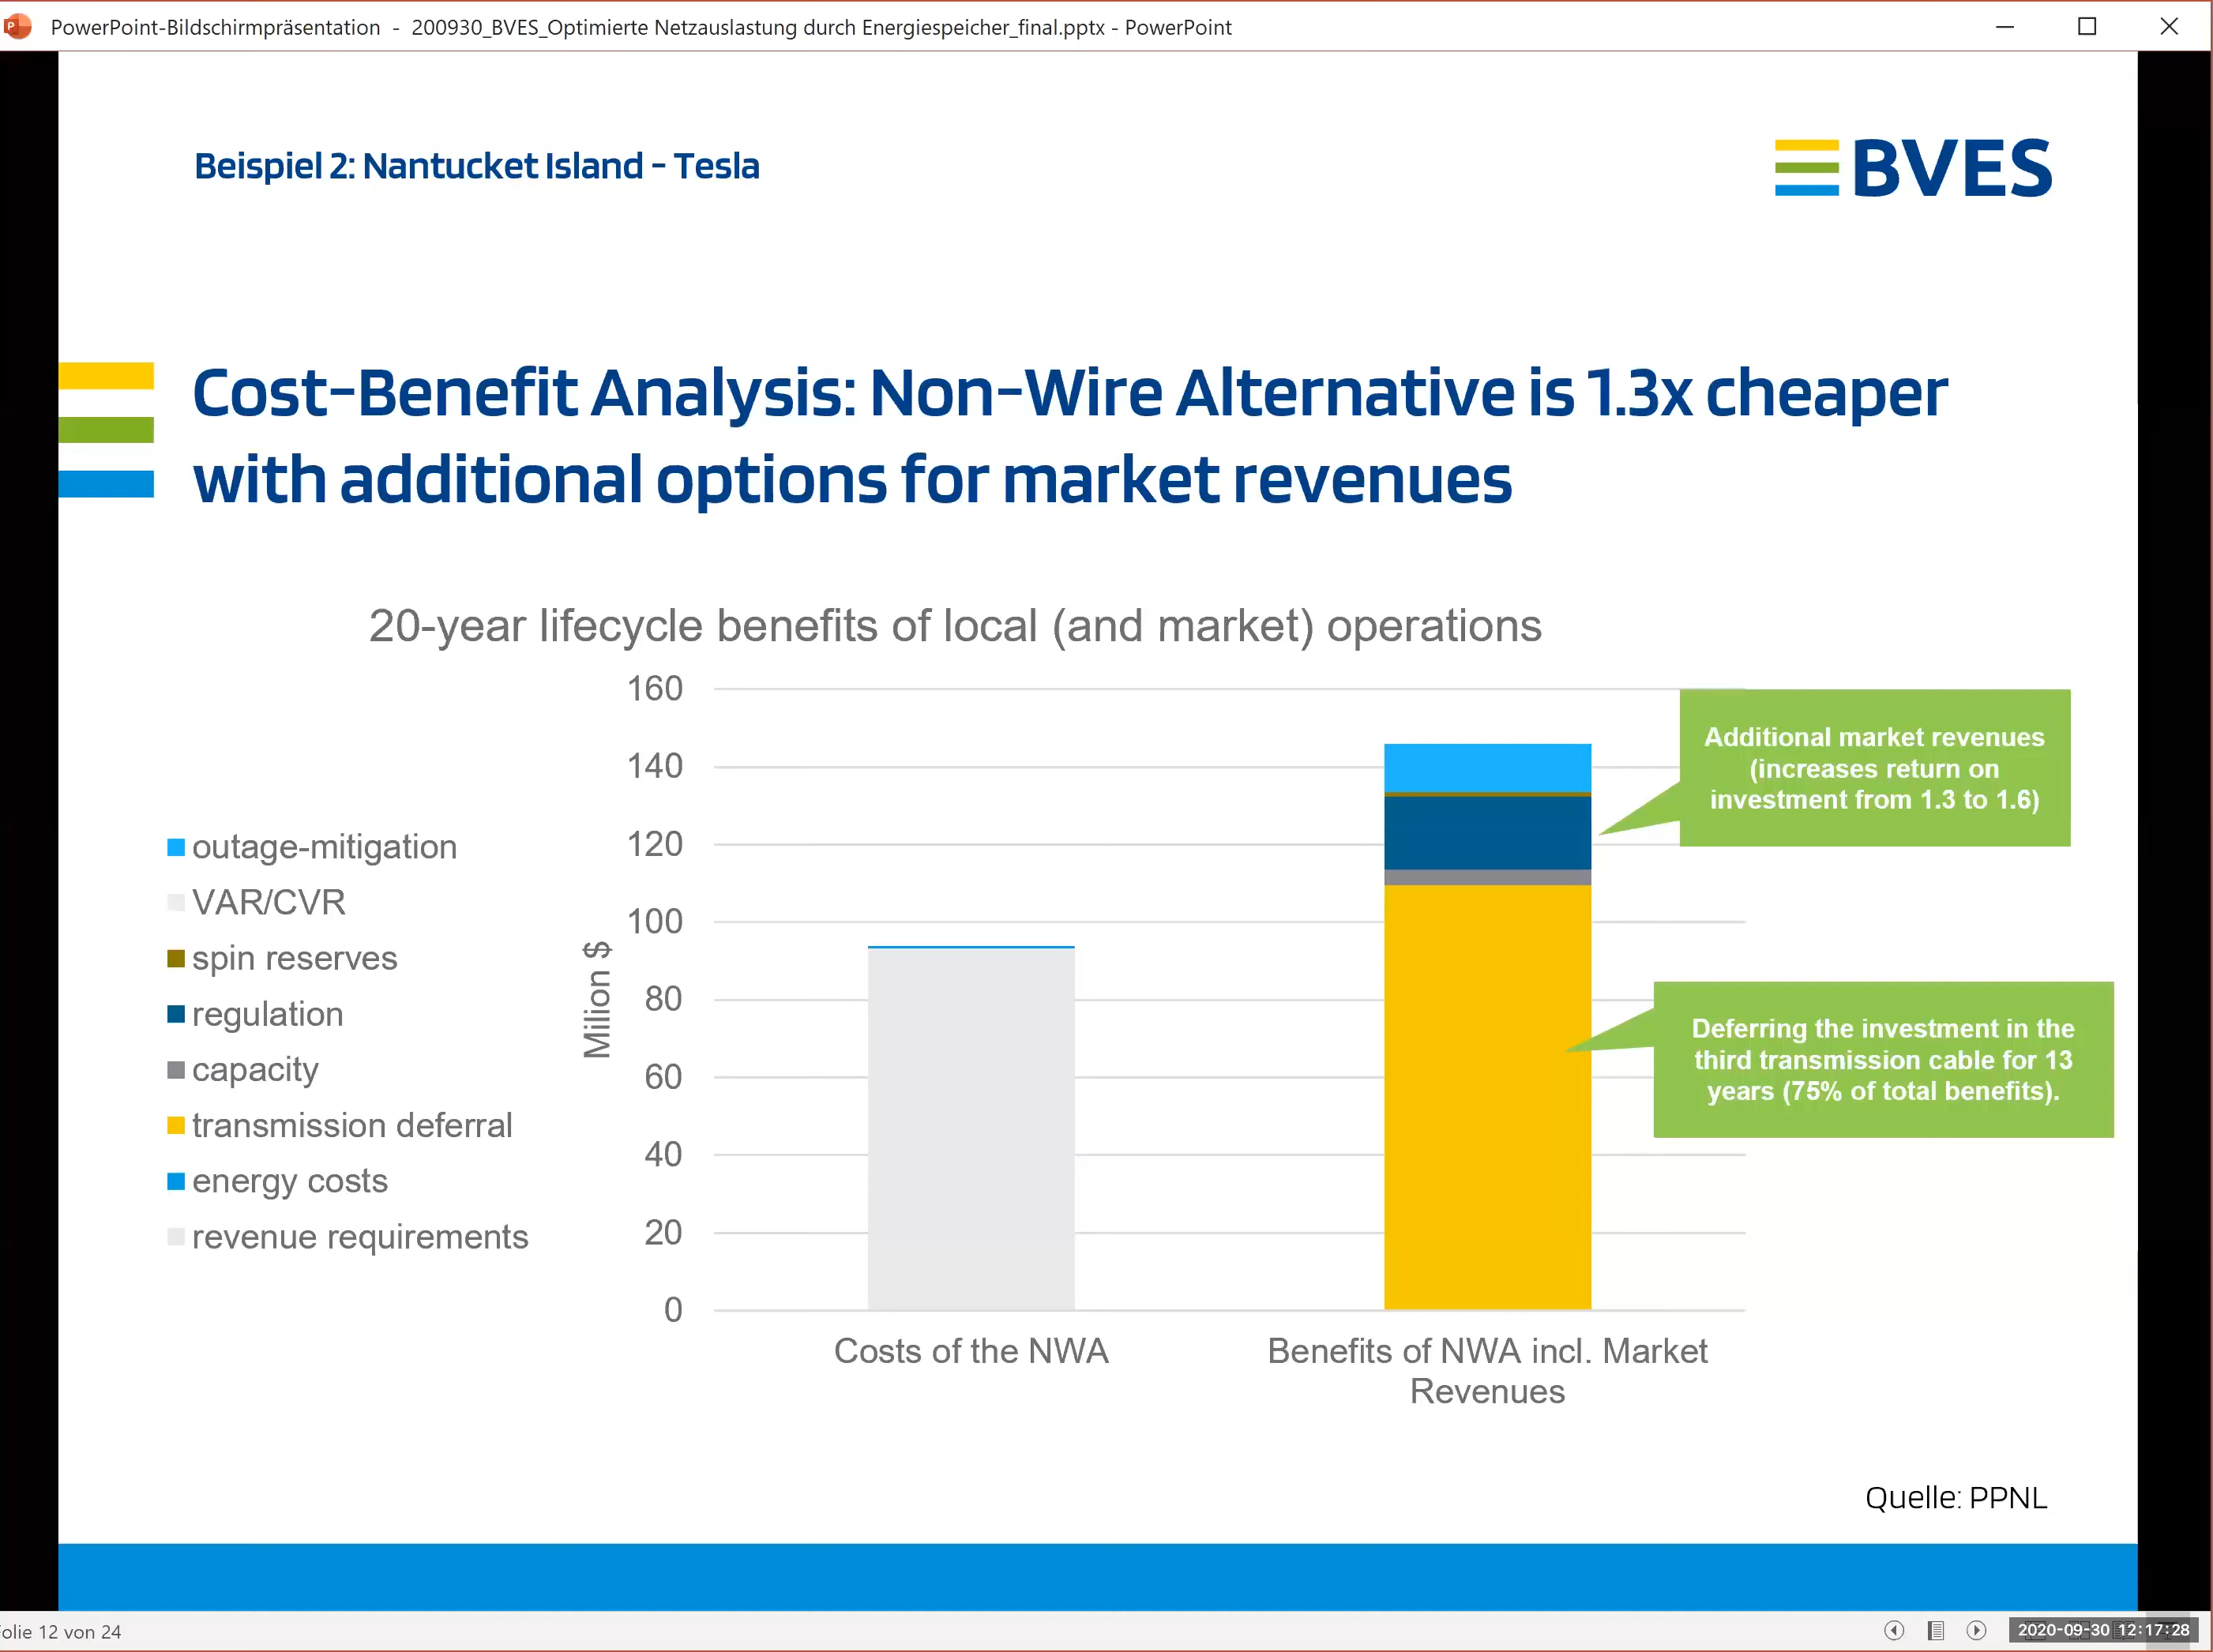 PowerPoint-Bildschirmpräsentation - 200930_BVES_Optimierte Netzauslastung durch Energiespeicher_final.pptx - PowerPoint
Beispiel 2: Nantucket Island - Tesla
BVES
Cost-Benefit Analysis: Non-Wire Alternative is 1.3x cheaper
with additional options for market revenues
20-year lifecycle benefits of local (and market) operations
outage-mitigation
VAR/CVR
spin reserves
regulation
capacity
transmission deferral
energy costs
revenue requirements
Milion $
160
140
120
100
80
60
40
20
0
Costs of the NWA
Benefits of NWA incl. Market
Revenues
Additional market revenues
(increases return on
investment from 1.3 to 1.6)
Deferring the investment in the
third transmission cable for 13
years (75% of total benefits).
Quelle: PPNL
olie 12 von 24
2020-09-30 12:17:28